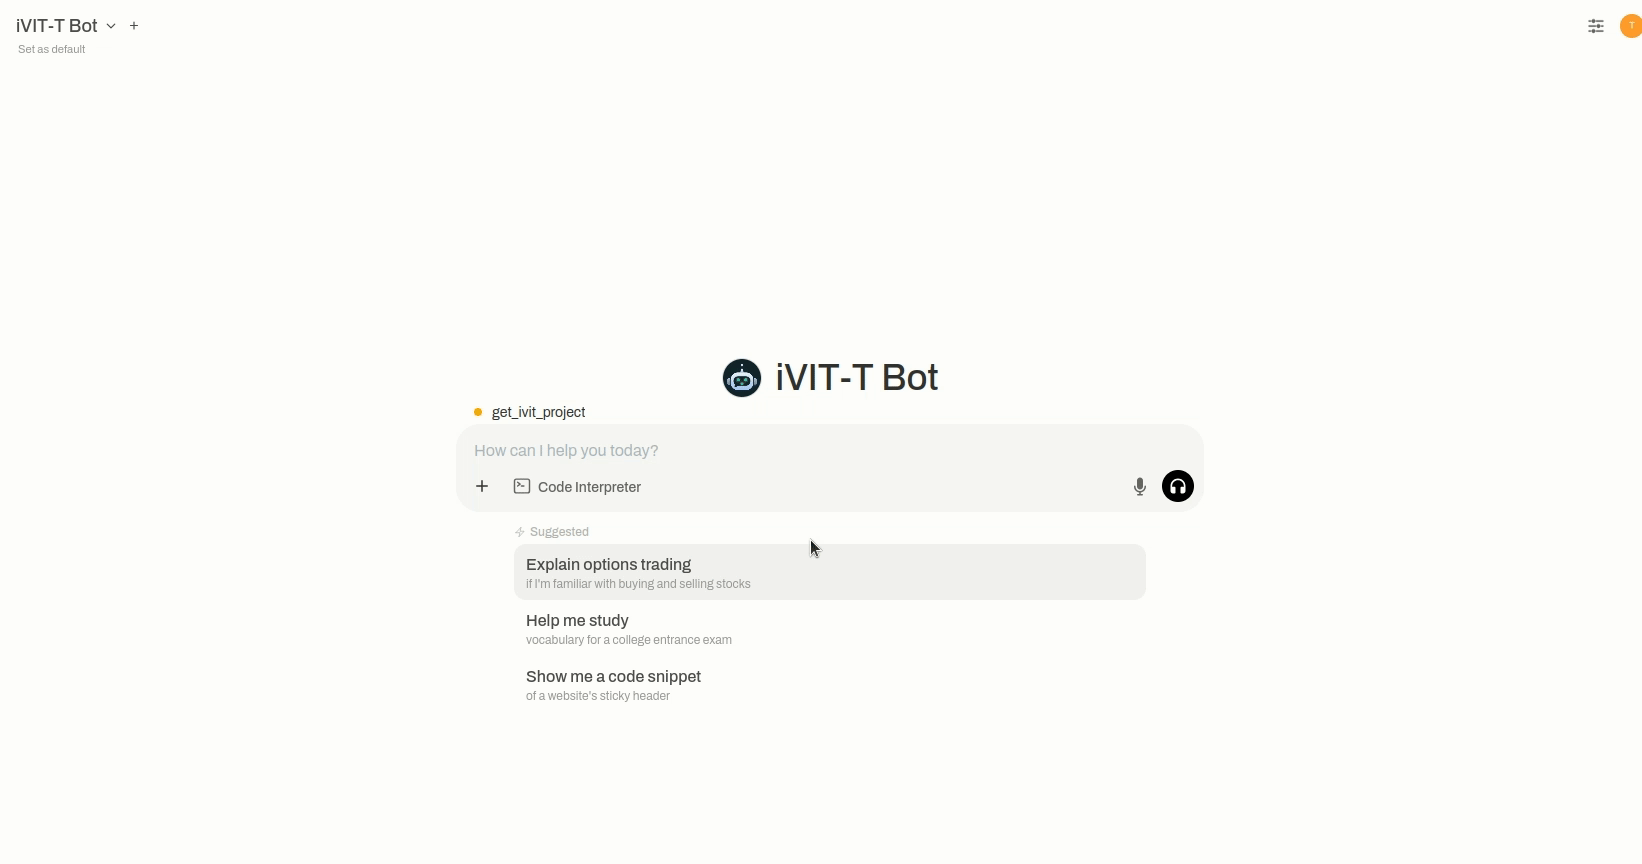 iVIT-T Bot
Set as default
T
iVIT-T Bot
get_ivit_project
How can I help you today?
Code Interpreter
Suggested
Explain options trading
if I'm familiar with buying and selling stocks
Help me study
vocabulary for a college entrance exam
Show me a code snippet
of a website's sticky header